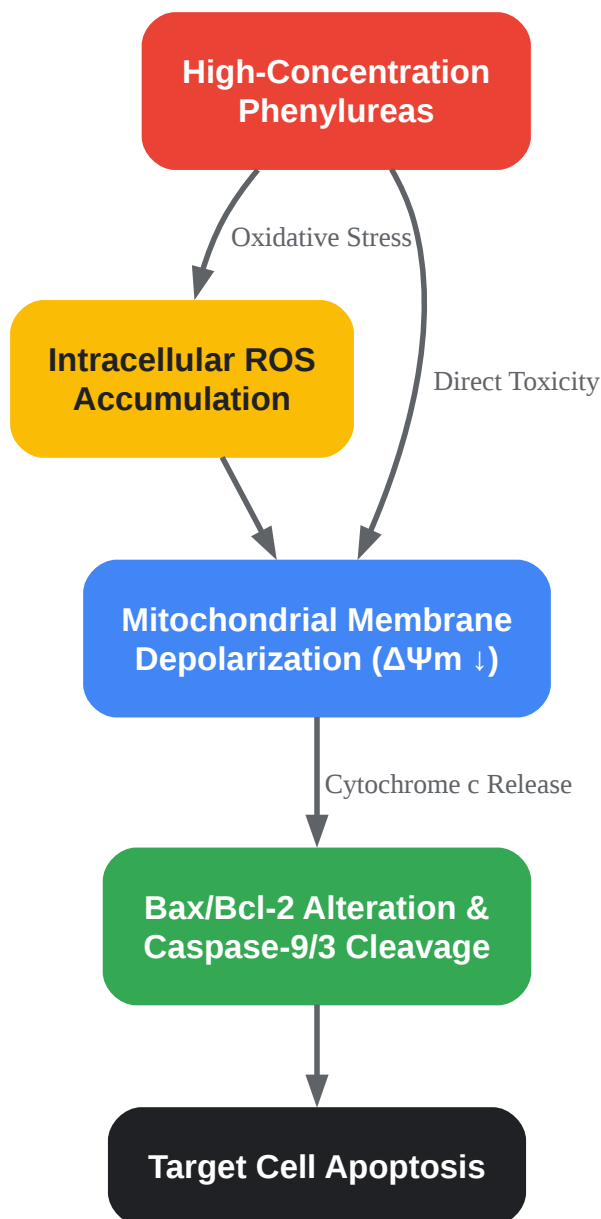 High-Concentration
Phenylureas
Oxidative Stress
Intracellular ROS
Accumulation
Direct Toxicity
Mitochondrial Membrane
Depolarization (ΔΨm ↓)
Cytochrome c Release
Bax/Bcl-2 Alteration &
Caspase-9/3 Cleavage
Target Cell Apoptosis